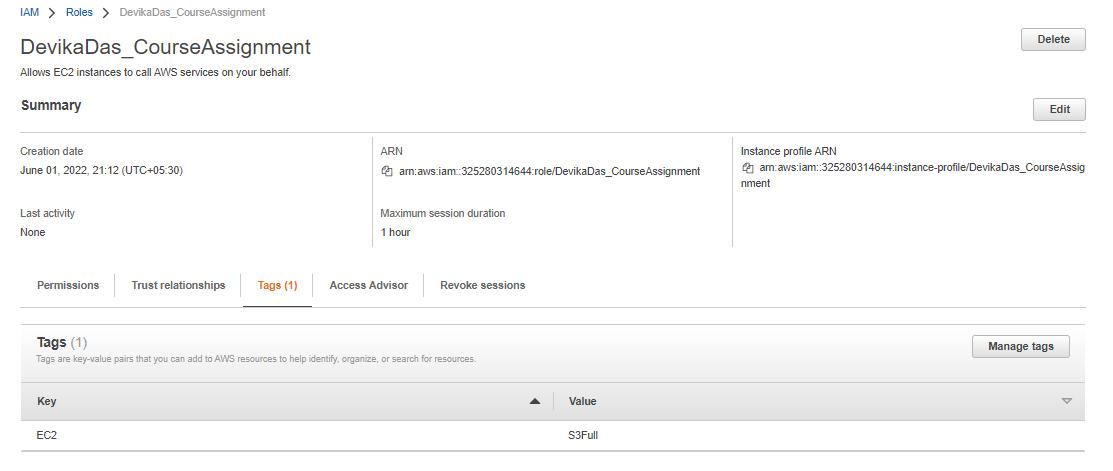 IAM > Roles > DevikaDas_CourseAssignment
DevikaDas_CourseAssignment
Delete
Allows EC2 instances to call AWS services on your behalf.
Summary
Edit
Creation date
June 01, 2022, 21:12 (UTC+05:30)
ARN
arn:aws:iam::325280314644:role/DevikaDas_CourseAssignment
Instance profile ARN
arn:aws:iam::325280314644:instance-profile/DevikaDas_CourseAssig
nment
Last activity
None
Maximum session duration
1 hour
Permissions
Trust relationships
Tags (1)
Access Advisor
Revoke sessions
Tags (1)
Tags are key-value pairs that you can add to AWS resources to help identify, organize, or search for resources.
Manage tags
Key
Value
EC2
S3Full